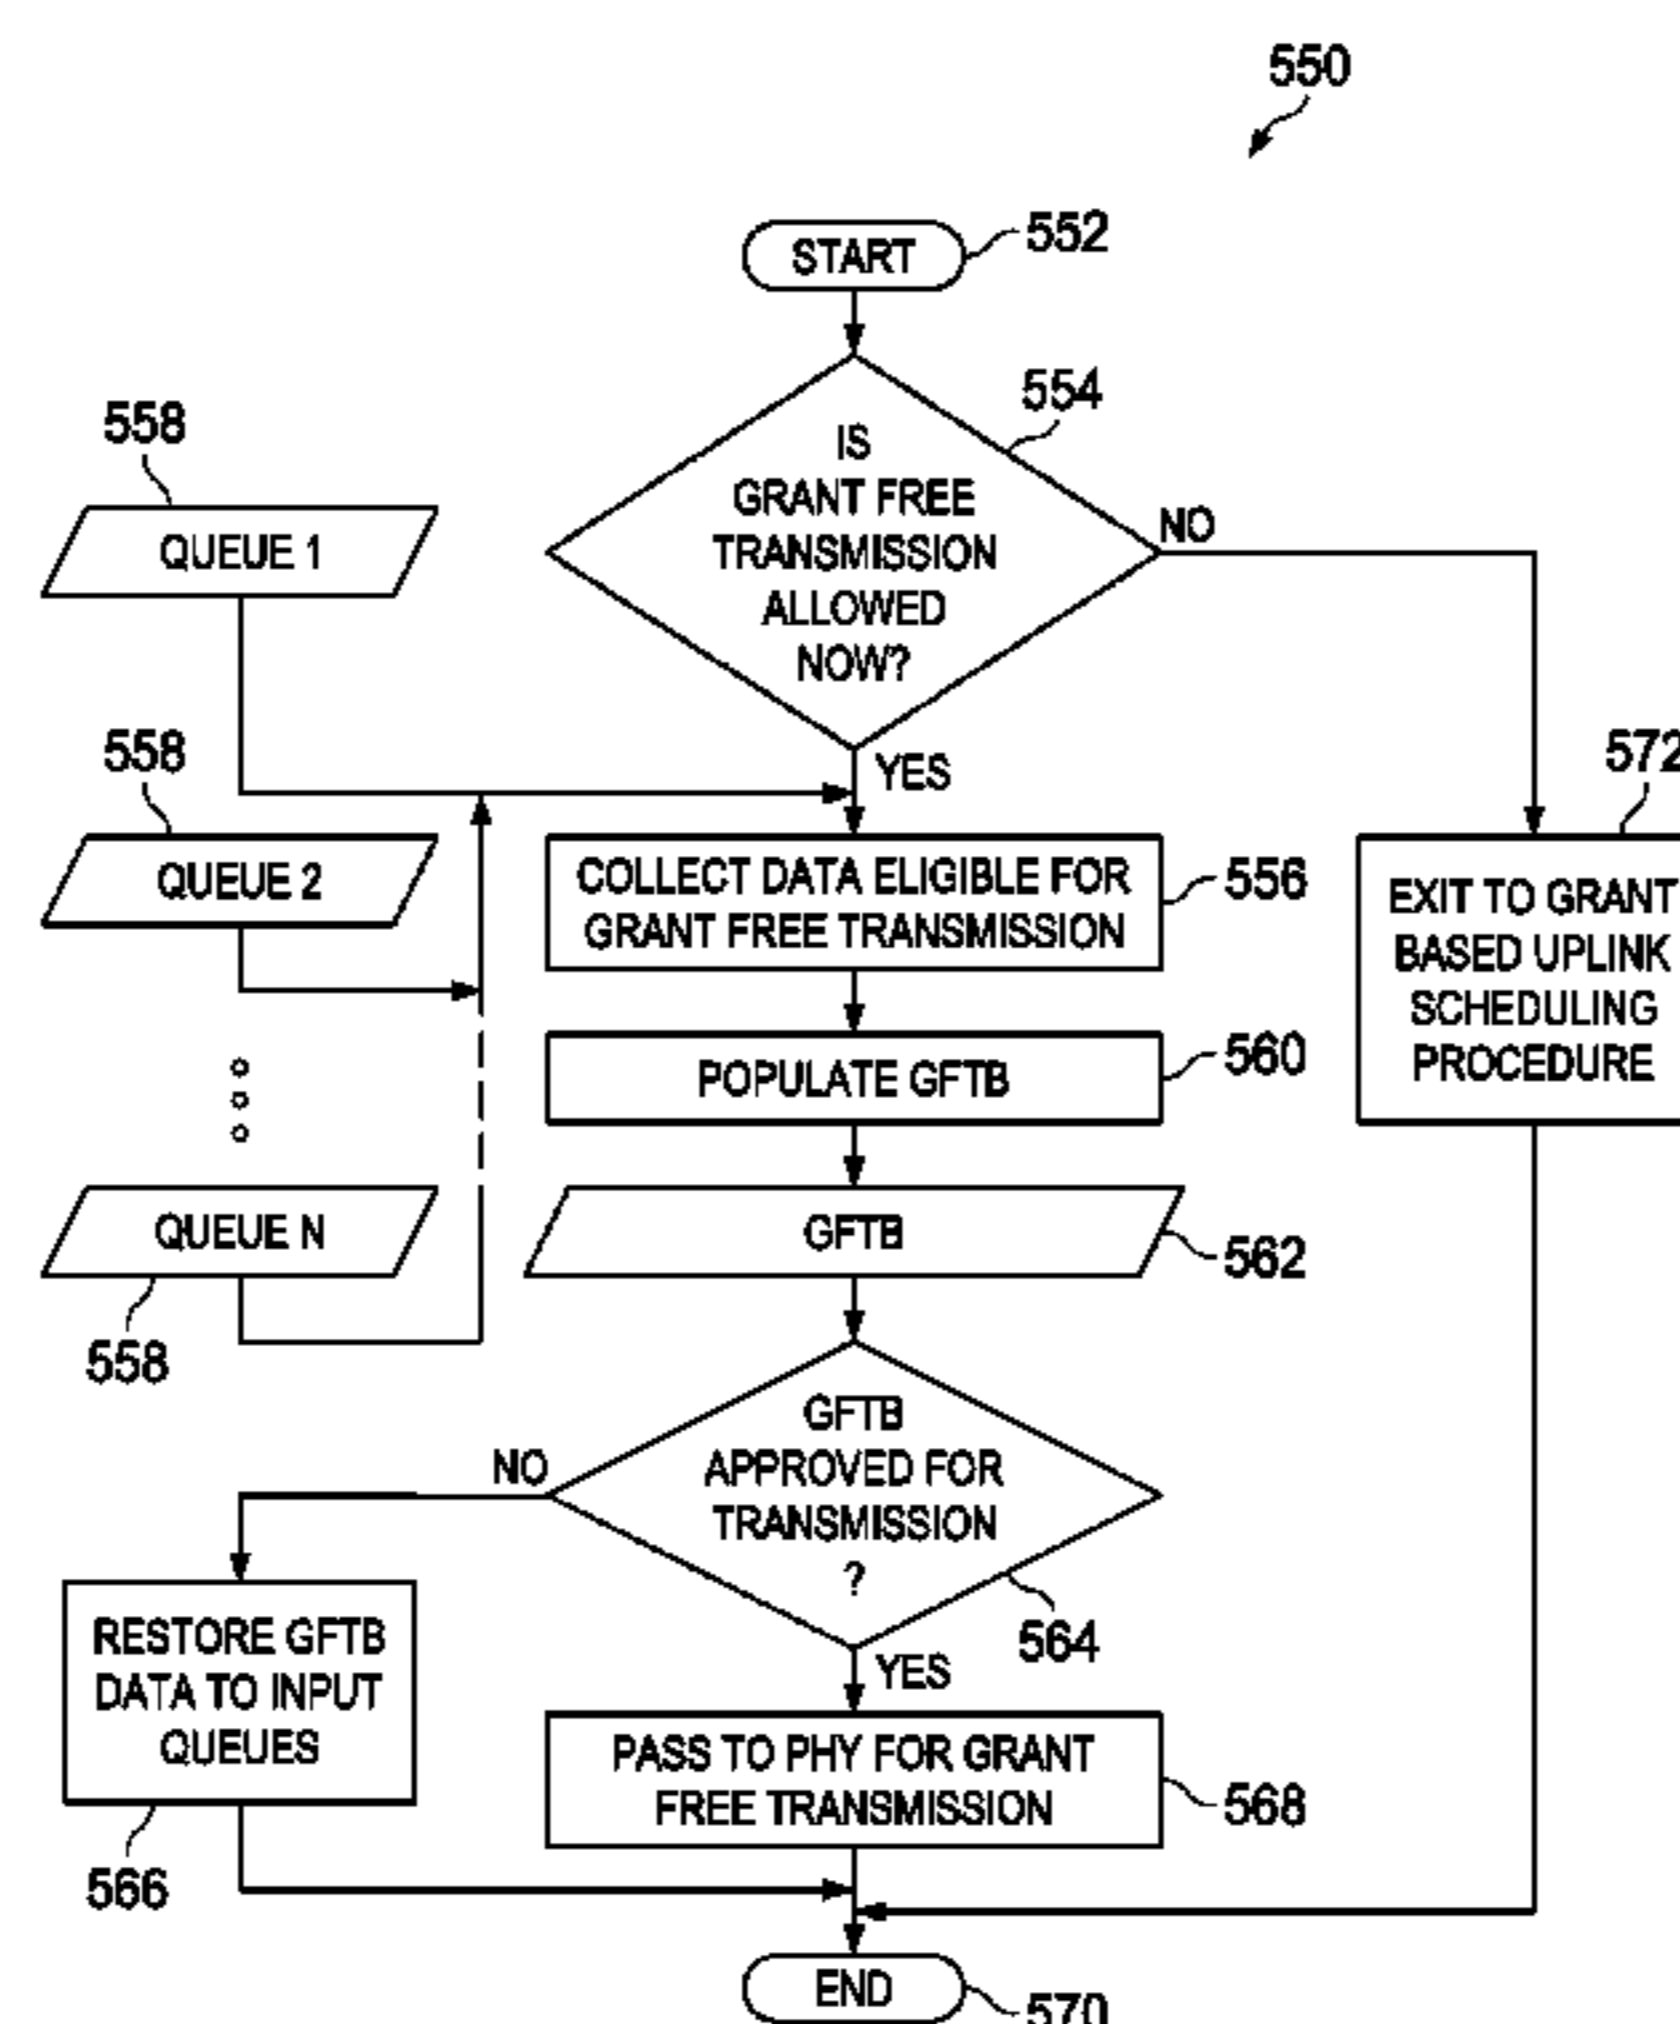 550
START
552
554
IS
GRANT FREE
TRANSMISSION
ALLOWED
NOW?
NO
YES
558
QUEUE 1
558
QUEUE 2
558
QUEUE N
COLLECT DATA ELIGIBLE FOR
GRANT FREE TRANSMISSION
556
572
EXIT TO GRANT
BASED UPLINK
SCHEDULING
PROCEDURE
POPULATE GFTB
560
GFTB
562
GFTB
APPROVED FOR
TRANSMISSION
?
564
NO
YES
RESTORE GFTB
DATA TO INPUT
QUEUES
566
PASS TO PHY FOR GRANT
FREE TRANSMISSION
568
END
570